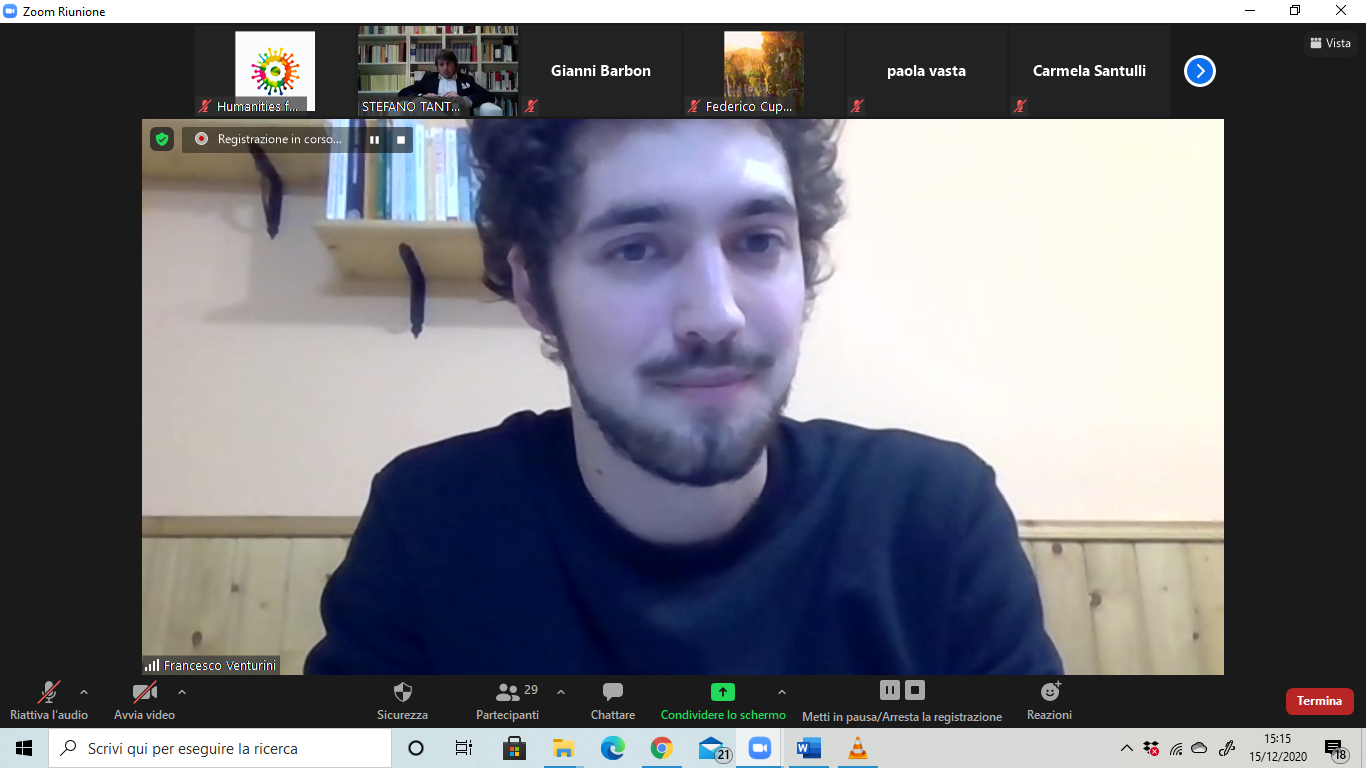 Zoom Riunione
Humanities f...
STEFANO TANT...
Gianni Barbon
Federico Cup...
paola vasta
Carmela Santulli
Vista
Registrazione in corso...
Francesco Venturini
Riattiva l'audio
Avvia video
Sicurezza
29
Partecipanti
Chattare
Condividere lo schermo
Metti in pausa/Arresta la registrazione
Reazioni
Termina
Scrivi qui per eseguire la ricerca
21
15:15
15/12/2020
18